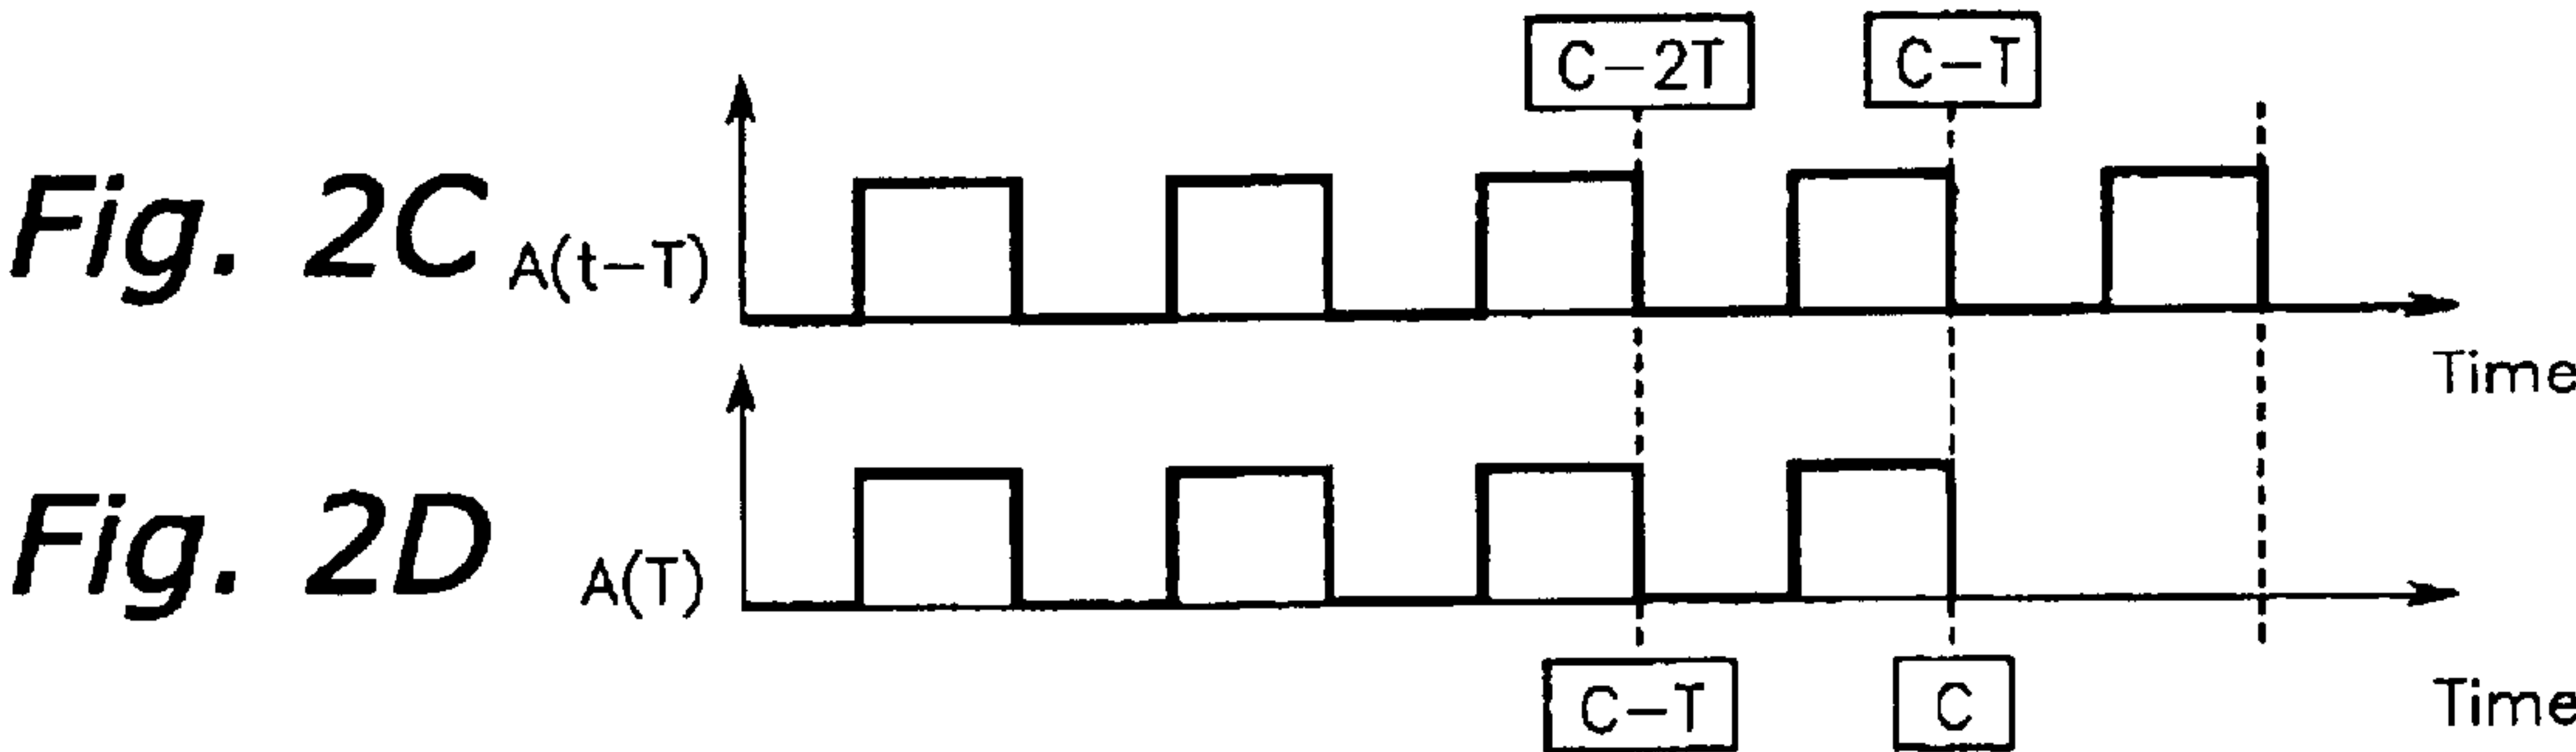 C-2T
C-T
Fig. 2C
A(t-T)
Time
Fig. 2D
A(T)
C-T
C
Time